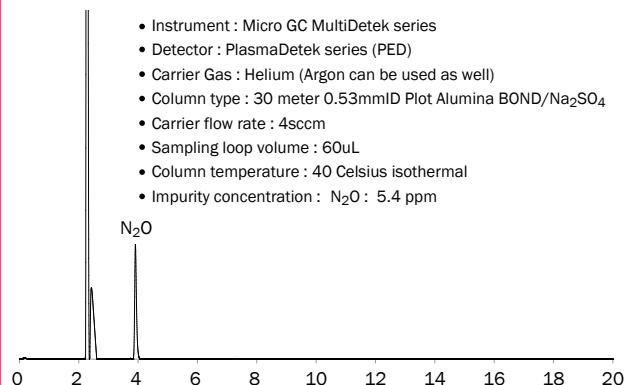 • Instrument : Micro GC MultiDetek series
• Detector : PlasmaDetek series (PED)
• Carrier Gas : Helium (Argon can be used as well)
• Column type : 30 meter 0.53mmID Plot Alumina BOND/Na₂SO₄
• Carrier flow rate : 4sccm
• Sampling loop volume : 60uL
• Column temperature : 40 Celsius isothermal
• Impurity concentration : N₂O : 5.4 ppm
N₂O
0 2 4 6 8 10 12 14 16 18 20